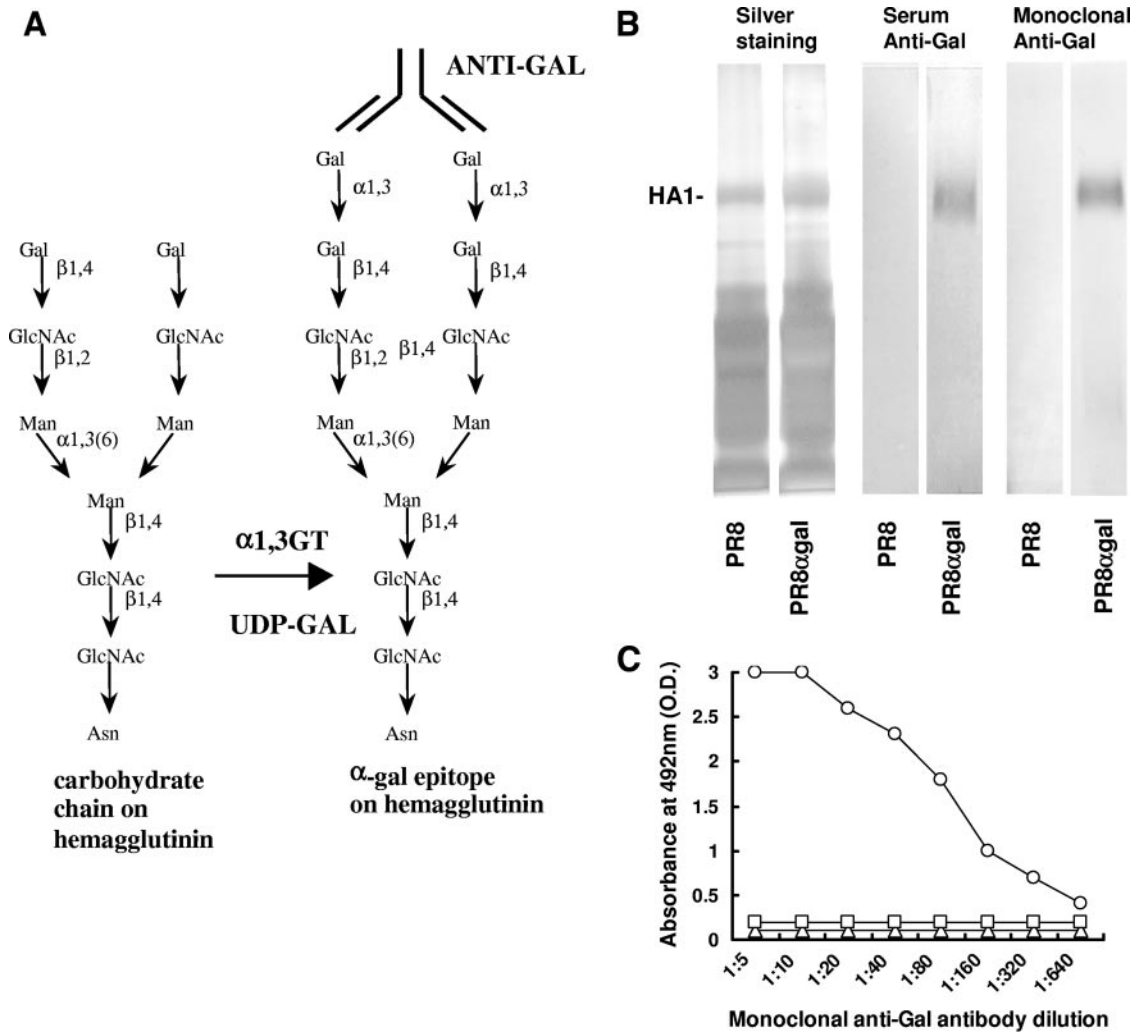 A
ANTI-GAL
Gal Gal
α1,3 α1,3
Gal Gal Gal Gal
β1,4 β1,4 β1,4
GlcNAc GlcNAc GlcNAc GlcNAc
β1,2 β1,2 β1,4
Man Man Man Man
α1,3(6) α1,3(6)
Man Man
β1,4 β1,4
α1,3GT
GlcNAc GlcNAc
β1,4 β1,4
UDP-GAL
GlcNAc GlcNAc
Asn Asn
carbohydrate
chain on
hemagglutinin
α-gal epitope
on hemagglutinin
B
Silver
staining
Serum
Anti-Gal
Monoclonal
Anti-Gal
HA1-
PR8
PR8αgal
PR8
PR8αgal
PR8
PR8αgal
C
Absorbance at 492nm (O.D.)
3
2.5
2
1.5
1
0.5
0
1:5
1:10
1:20
1:40
1:80
1:160
1:320
1:640
Monoclonal anti-Gal antibody dilution